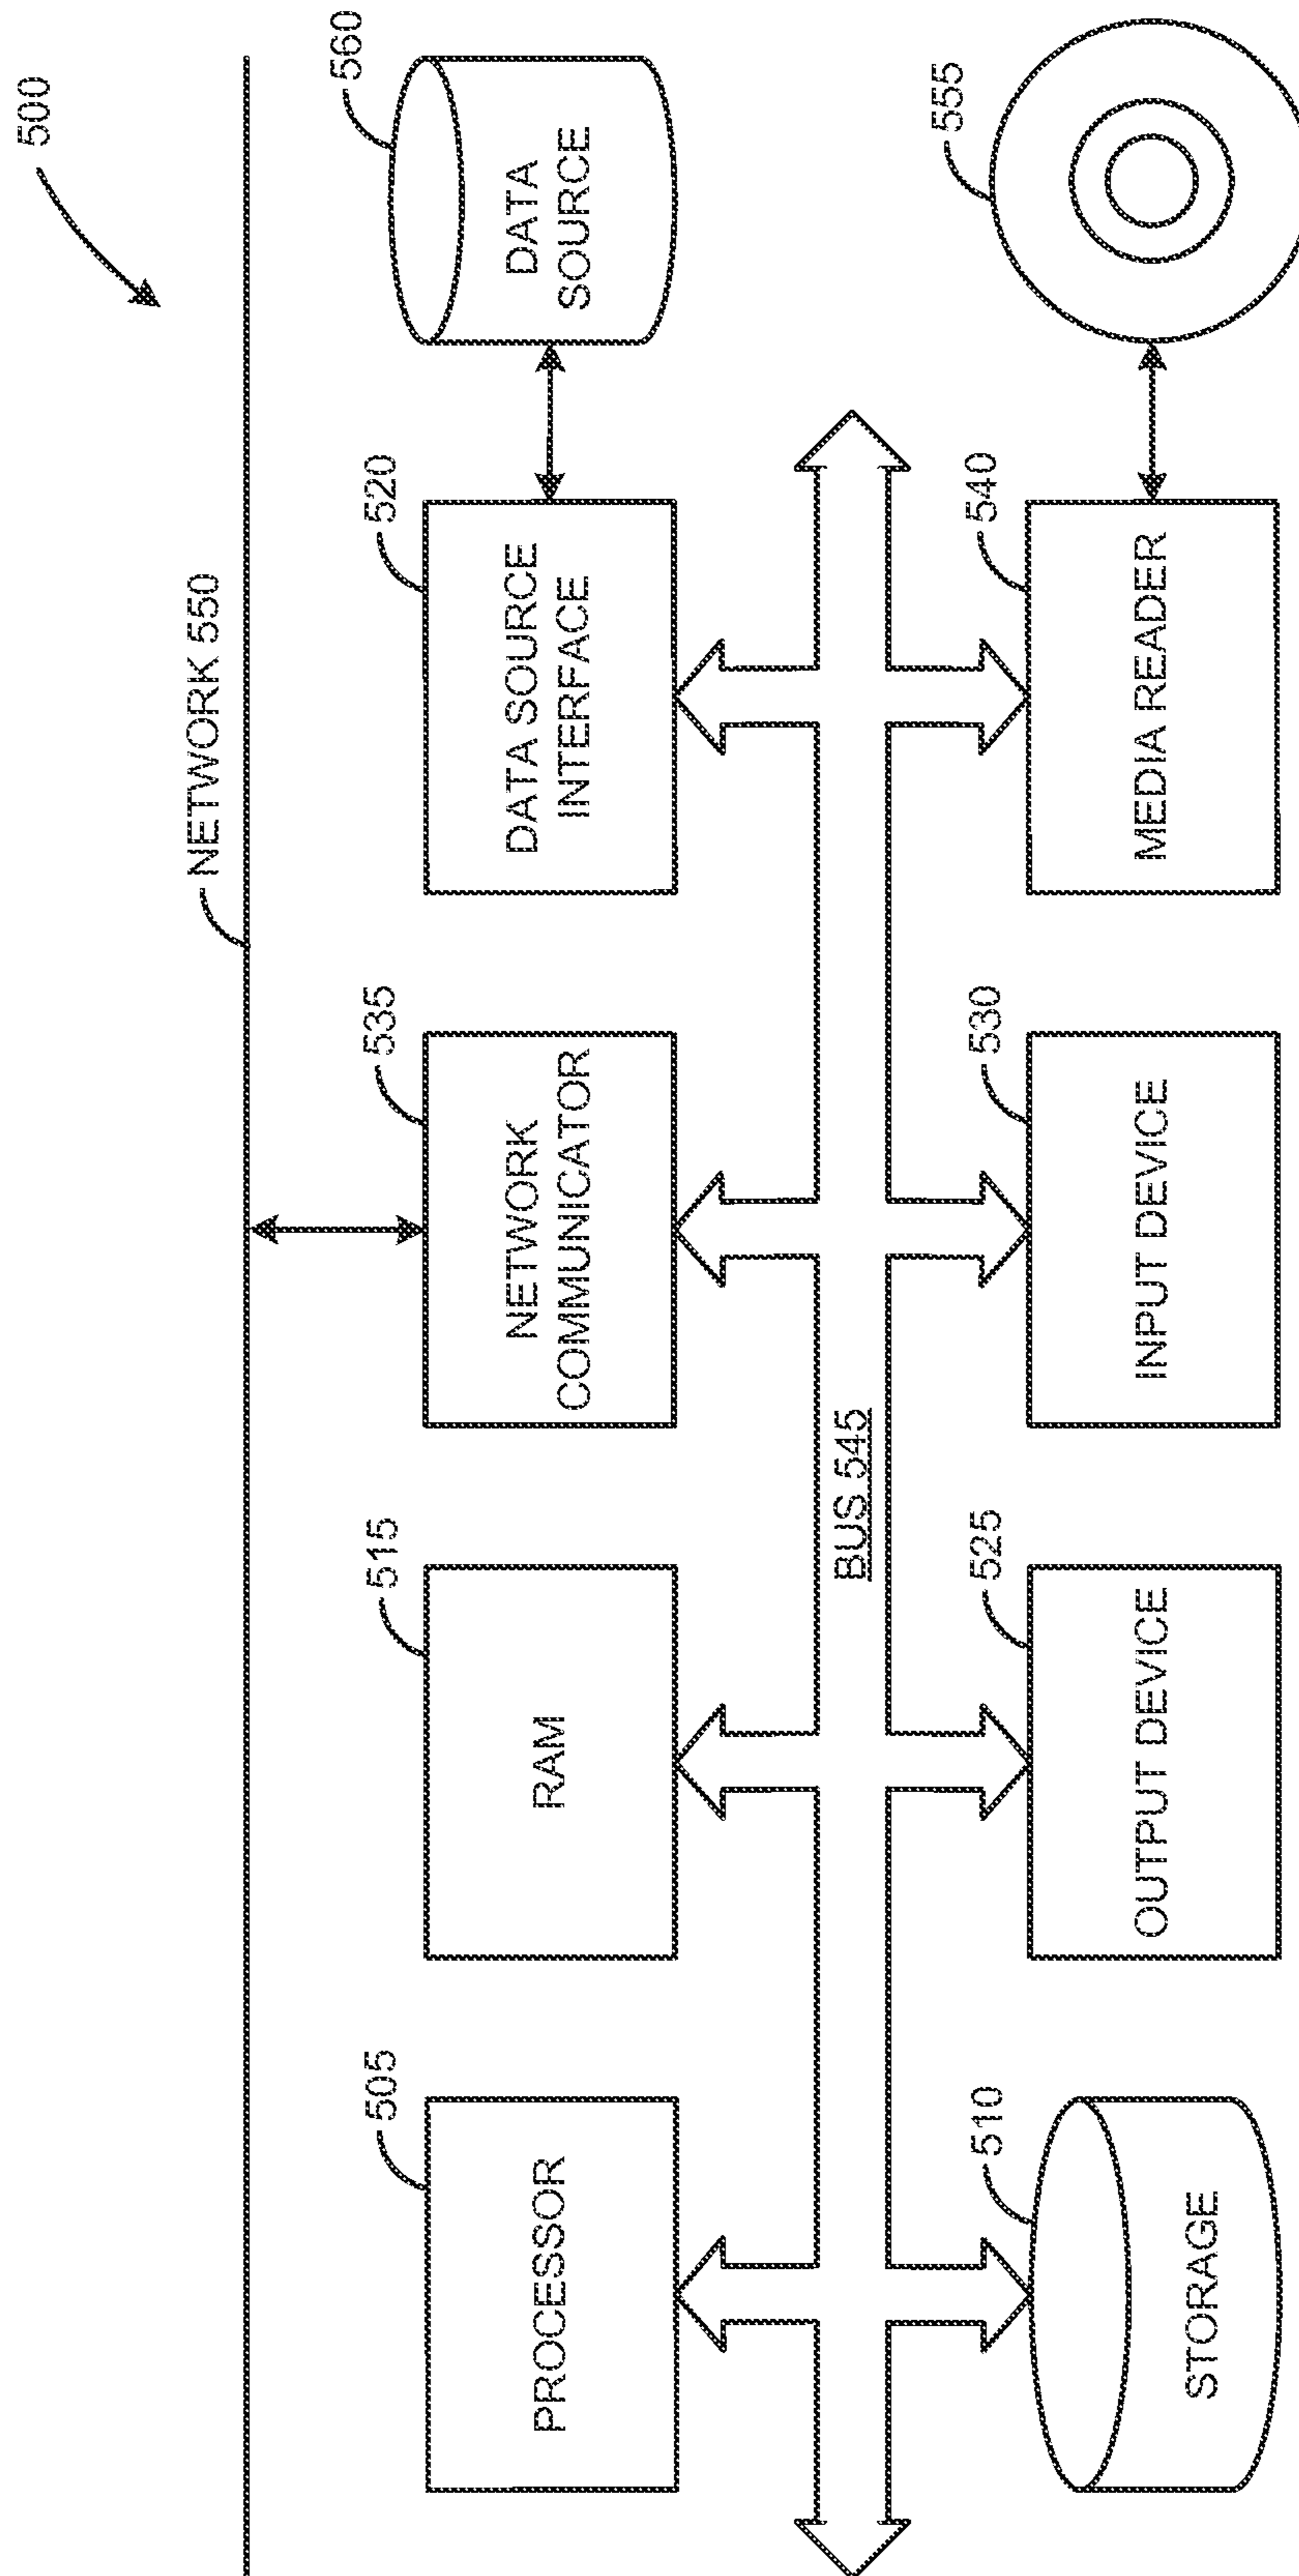 500
NETWORK 550
505
PROCESSOR
515
RAM
535
NETWORK
COMMUNICATOR
520
DATA SOURCE
INTERFACE
560
DATA
SOURCE
BUS 545
510
STORAGE
525
OUTPUT DEVICE
530
INPUT DEVICE
540
MEDIA READER
555